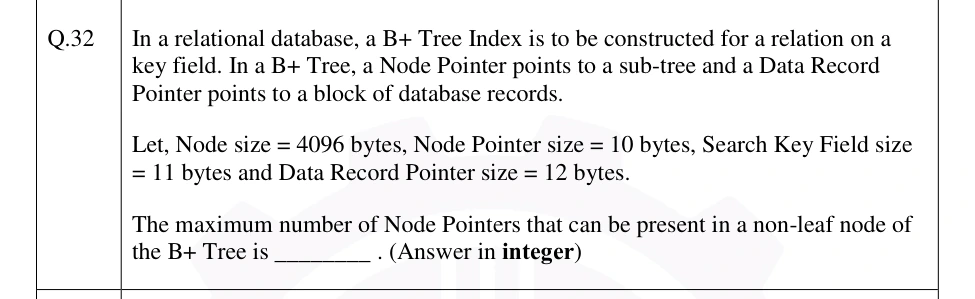 Q.32 In a relational database, a B+ Tree Index is to be constructed for a relation on a
key field. In a B+ Tree, a Node Pointer points to a sub-tree and a Data Record
Pointer points to a block of database records.
Let, Node size = 4096 bytes, Node Pointer size = 10 bytes, Search Key Field size
= 11 bytes and Data Record Pointer size = 12 bytes.
The maximum number of Node Pointers that can be present in a non-leaf node of
the B+ Tree is ________ . (Answer in integer)